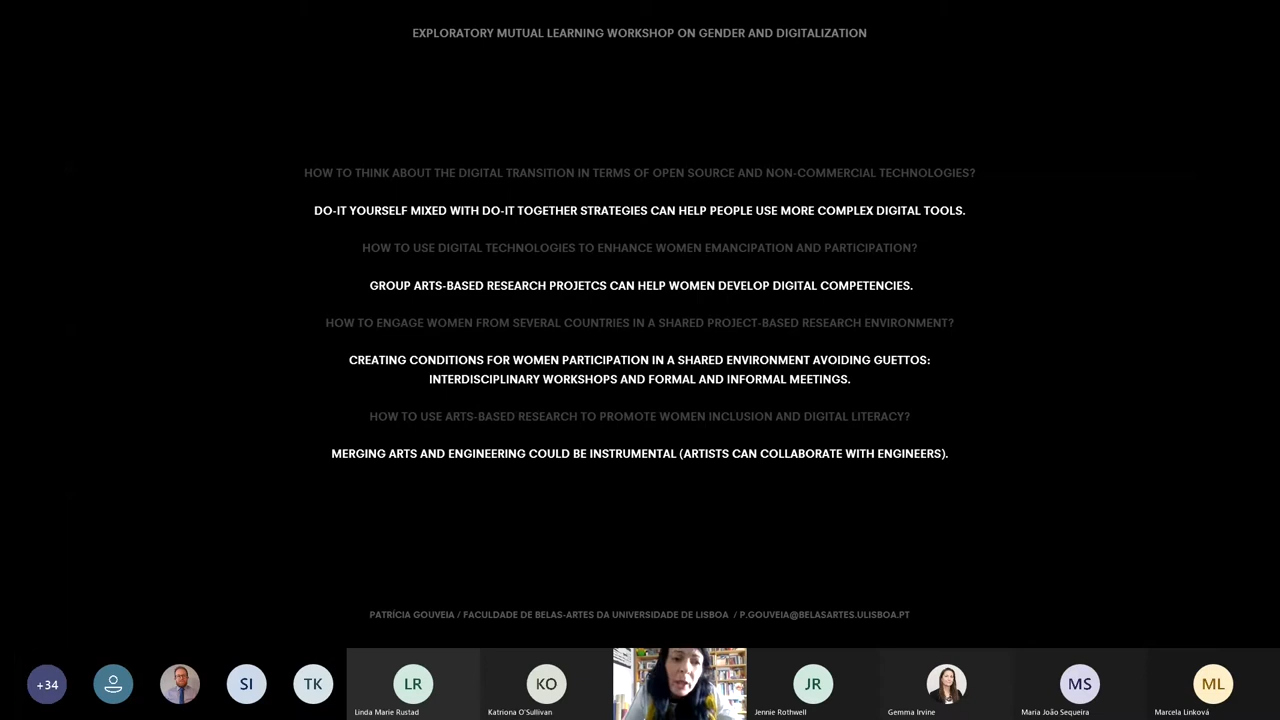 EXPLORATORY MUTUAL LEARNING WORKSHOP ON GENDER AND DIGITALIZATION
HOW TO THINK ABOUT THE DIGITAL TRANSITION IN TERMS OF OPEN SOURCE AND NON-COMMERCIAL TECHNOLOGIES?
DO-IT YOURSELF MIXED WITH DO-IT TOGETHER STRATEGIES CAN HELP PEOPLE USE MORE COMPLEX DIGITAL TOOLS.
HOW TO USE DIGITAL TECHNOLOGIES TO ENHANCE WOMEN EMANCIPATION AND PARTICIPATION?
GROUP ARTS-BASED RESEARCH PROJETCS CAN HELP WOMEN DEVELOP DIGITAL COMPETENCIES.
HOW TO ENGAGE WOMEN FROM SEVERAL COUNTRIES IN A SHARED PROJECT-BASED RESEARCH ENVIRONMENT?
CREATING CONDITIONS FOR WOMEN PARTICIPATION IN A SHARED ENVIRONMENT AVOIDING GUETTOS:
INTERDISCIPLINARY WORKSHOPS AND FORMAL AND INFORMAL MEETINGS.
HOW TO USE ARTS-BASED RESEARCH TO PROMOTE WOMEN INCLUSION AND DIGITAL LITERACY?
MERGING ARTS AND ENGINEERING COULD BE INSTRUMENTAL (ARTISTS CAN COLLABORATE WITH ENGINEERS).
PATRÍCIA GOUVEIA / FACULDADE DE BELAS-ARTES DA UNIVERSIDADE DE LISBOA / P.GOUVEIA@BELASARTES.ULISBOA.PT
+34 SI TK LR KO JR MS ML
Linda Marie Rustad Katriona O'Sullivan Jennie Rothwell Gemma Irvine Maria João Sequeira Marcela Linková